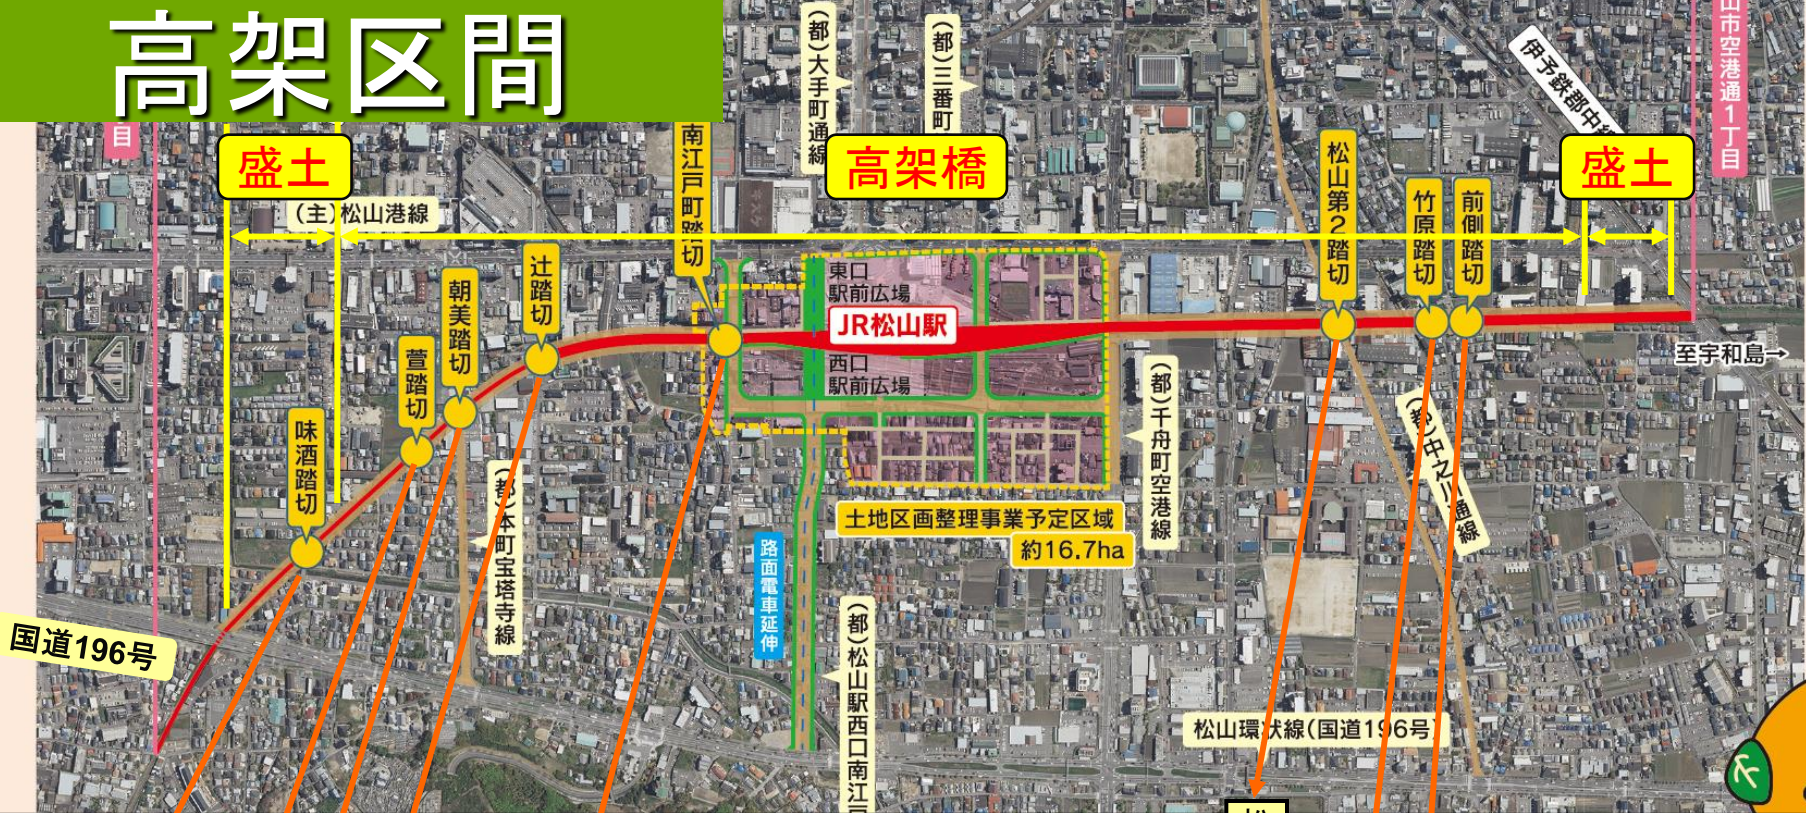 高架区間
目
盛土
(主)松山港線
南江戸町踏切
(都)大手町通線
(都)三番町
高架橋
松山第2踏切
竹原踏切
前側踏切
伊予鉄郡中線
盛土
山市空港通1丁目
味酒踏切
萱踏切
朝美踏切
辻踏切
東口
駅前広場
JR松山駅
西口
駅前広場
至宇和島→
(都)千舟町空港線
(都)中之川通線
(都)本町宝塔寺線
土地区画整理事業予定区域
約16.7ha
路面電車延伸
(都)松山駅西口南江戸
国道196号
松山環状線(国道196号)
松